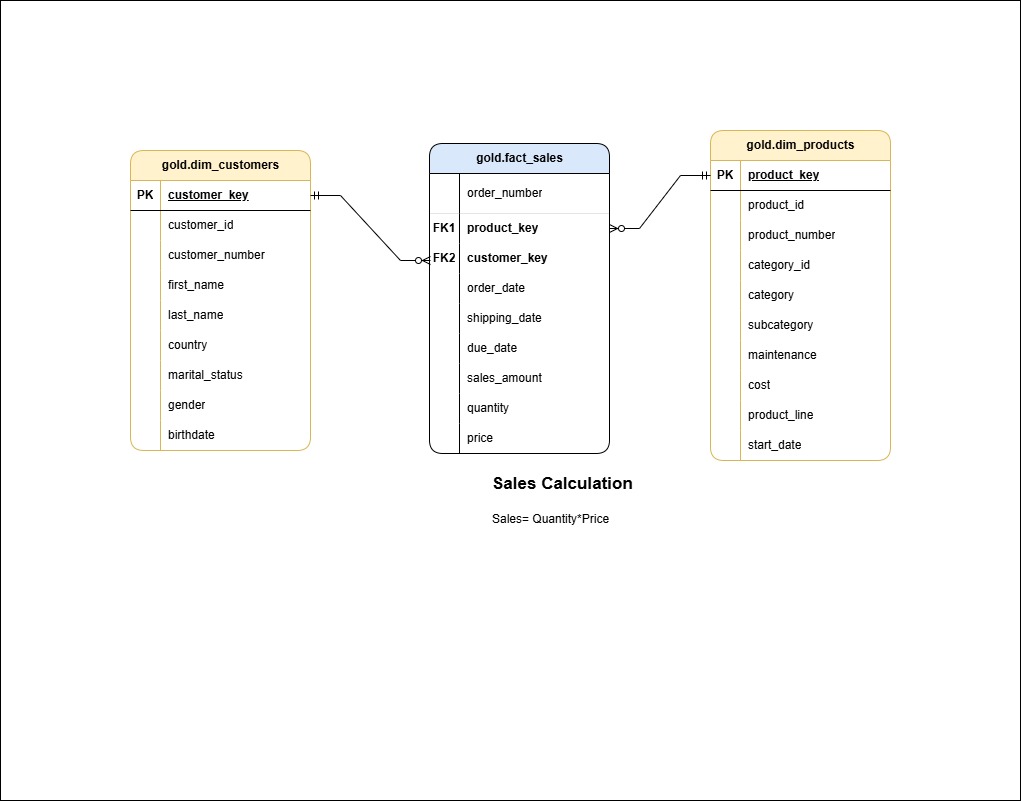 gold.dim_customers
PK customer_key
customer_id
customer_number
first_name
last_name
country
marital_status
gender
birthdate
gold.fact_sales
order_number
FK1 product_key
FK2 customer_key
order_date
shipping_date
due_date
sales_amount
quantity
price
gold.dim_products
PK product_key
product_id
product_number
category_id
category
subcategory
maintenance
cost
product_line
start_date
Sales Calculation
Sales= Quantity*Price